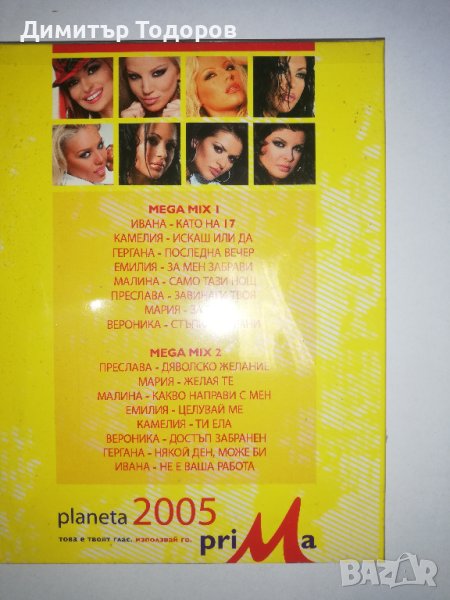 Димитър Тодоров
MEGA MIX 1
ИВАНА - КАТО НА 17
КАМЕЛИЯ - ИСКАШ ИЛИ ДА
ГЕРГАНА - ПОСЛЕДНА ВЕЧЕР
ЕМИЛИЯ - ЗА МЕН ЗАБРАВИ
МАЛИНА - САМО ТАЗИ НОЩ
ПРЕСЛАВА - ЗАВИНАГИ ТВОЯ
МАРИЯ -
ВЕРОНИКА -
MEGA MIX 2
ПРЕСЛАВА - ДЯВОЛСКО ЖЕЛАНИЕ
МАРИЯ - ЖЕЛАЯ ТЕ
МАЛИНА - КАКВО НАПРАВИ С МЕН
ЕМИЛИЯ - ЦЕЛУВАЙ МЕ
КАМЕЛИЯ - ТИ ЕЛА
ВЕРОНИКА - ДОСТЪП ЗАБРАНЕН
ГЕРГАНА - НЯКОЙ ДЕН, МОЖЕ БИ
ИВАНА - НЕ Е ВАША РАБОТА
planeta 2005
това е твоят глас. използвай го.
priMa
BAZAR